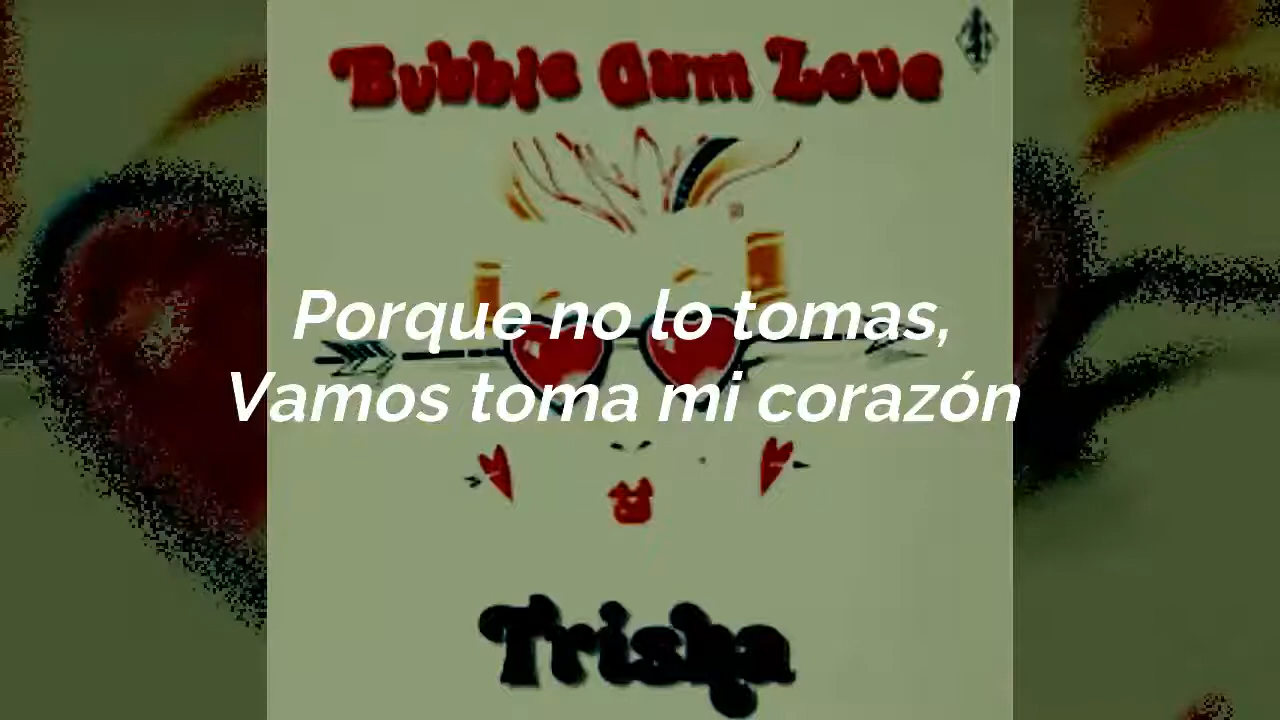 Bubble Gum Love
Porque no lo tomas,
Vamos toma mi corazón
Trisha